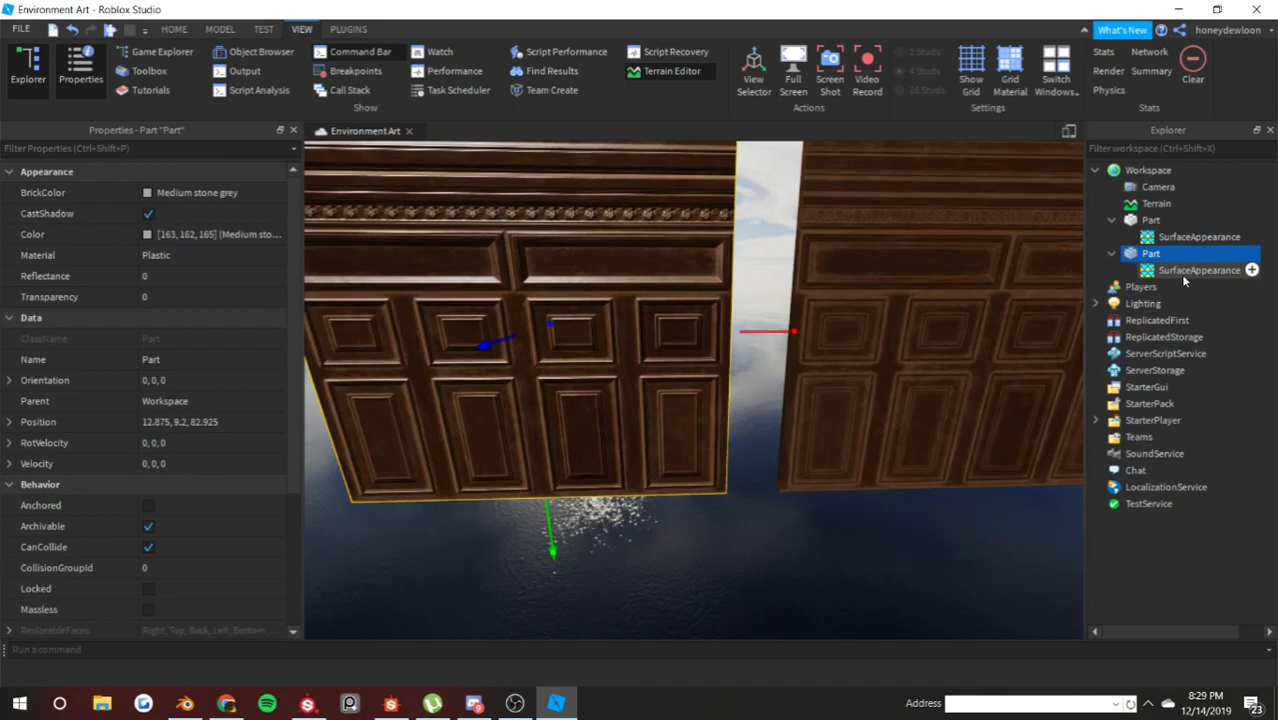 Environment Art - Roblox Studio
FILE HOME MODEL TEST VIEW PLUGINS What's New honeydewloon
Explorer Properties Game Explorer Object Browser Command Bar Watch Script Performance Script Recovery
Toolbox Output Breakpoints Performance Find Results Terrain Editor
Tutorials Script Analysis Call Stack Task Scheduler Team Create
View Selector Full Screen Screen Shot Video Record 2 Studs 4 Studs 16 Studs Show Grid Grid Material Switch Windows... Stats Network Render Summary Physics Clear
Show Actions Settings Stats
Properties - Part "Part" Environment Art Explorer
Filter Properties (Ctrl+Shift+P) Filter workspace (Ctrl+Shift+X)
Appearance
BrickColor Medium stone grey
CastShadow
Color [163, 162, 165] (Medium sto...
Material Plastic
Reflectance 0
Transparency 0
Data
ClassName Part
Name Part
Orientation 0, 0, 0
Parent Workspace
Position 12.875, 9.2, 82.925
RotVelocity 0, 0, 0
Velocity 0, 0, 0
Behavior
Anchored
Archivable
CanCollide
CollisionGroupId 0
Locked
Massless
ResizeableFaces Right, Top, Back, Left, Bottom, ...
Workspace
Camera
Terrain
Part
SurfaceAppearance
Part
SurfaceAppearance
Players
Lighting
ReplicatedFirst
ReplicatedStorage
ServerScriptService
ServerStorage
StarterGui
StarterPack
StarterPlayer
Teams
SoundService
Chat
LocalizationService
TestService
Run a command
Address 8:29 PM
12/14/2019 23